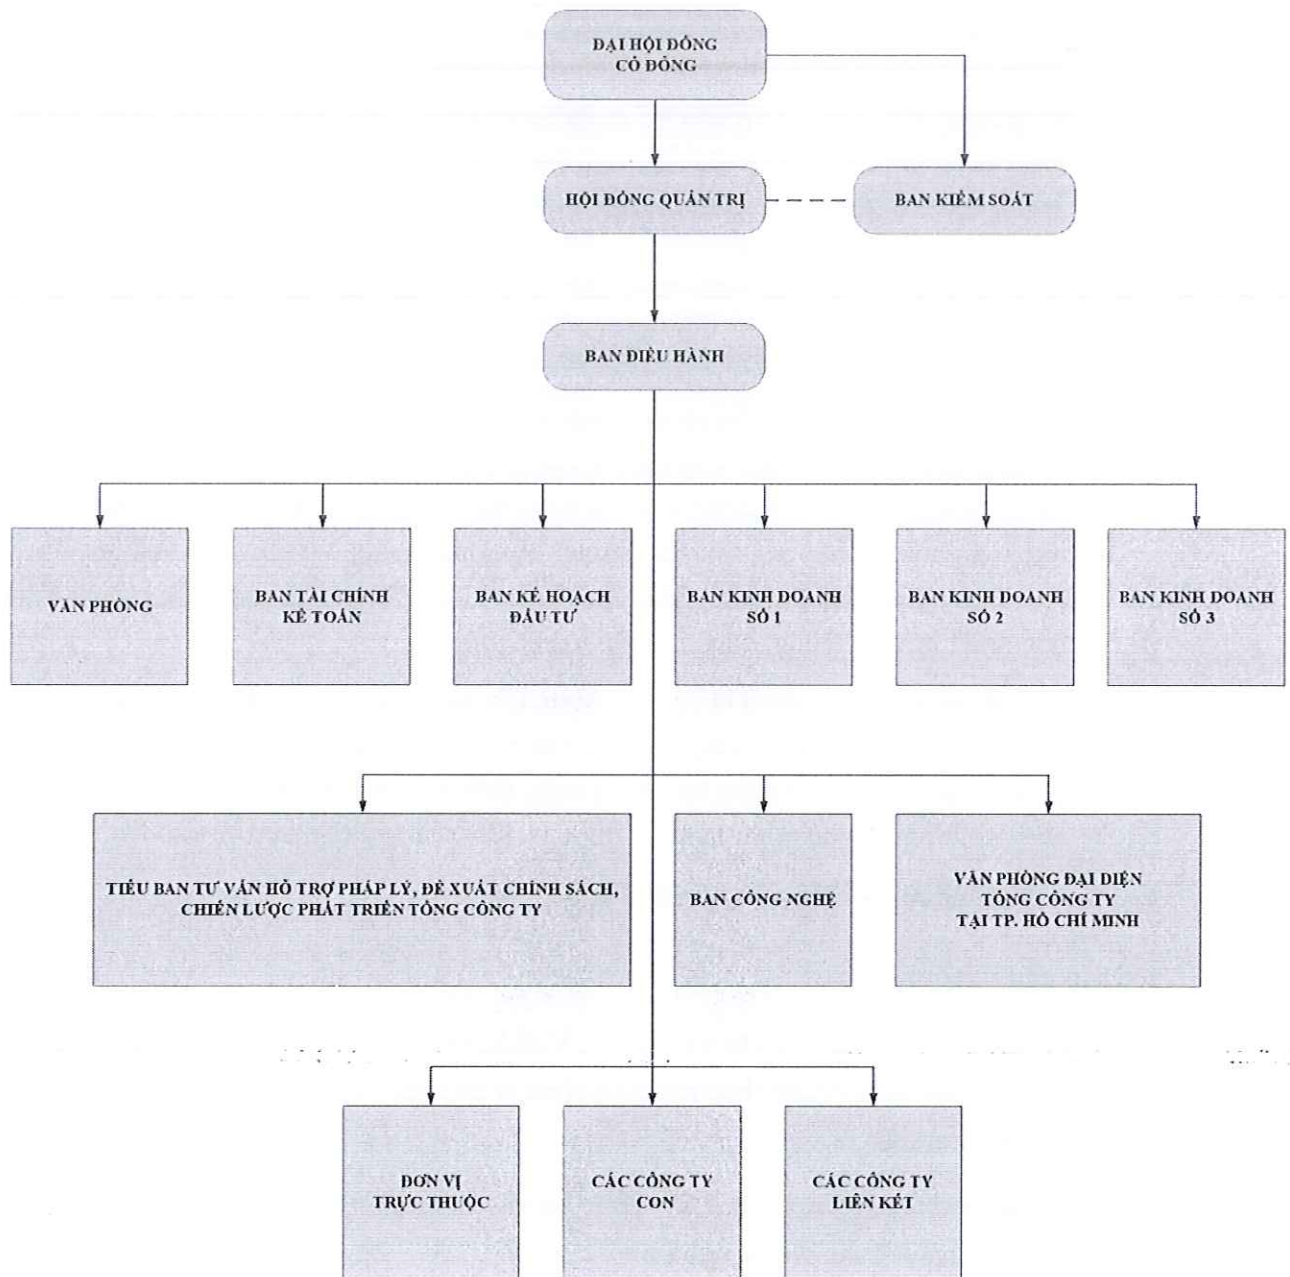 ĐẠI HỘI ĐỒNG
CỔ ĐÔNG
HỘI ĐỒNG QUẢN TRỊ
BAN KIỂM SOÁT
BAN ĐIỀU HÀNH
VĂN PHÒNG
BAN TÀI CHÍNH
KẾ TOÁN
BAN KẾ HOẠCH
ĐẦU TƯ
BAN KINH DOANH
SỐ 1
BAN KINH DOANH
SỐ 2
BAN KINH DOANH
SỐ 3
TIỂU BAN TƯ VẤN HỖ TRỢ PHÁP LÝ, ĐỀ XUẤT CHÍNH SÁCH,
CHIẾN LƯỢC PHÁT TRIỂN TỔNG CÔNG TY
BAN CÔNG NGHỆ
VĂN PHÒNG ĐẠI DIỆN
TỔNG CÔNG TY
TẠI TP. HỒ CHÍ MINH
ĐƠN VỊ
TRỰC THUỘC
CÁC CÔNG TY
CON
CÁC CÔNG TY
LIÊN KẾT